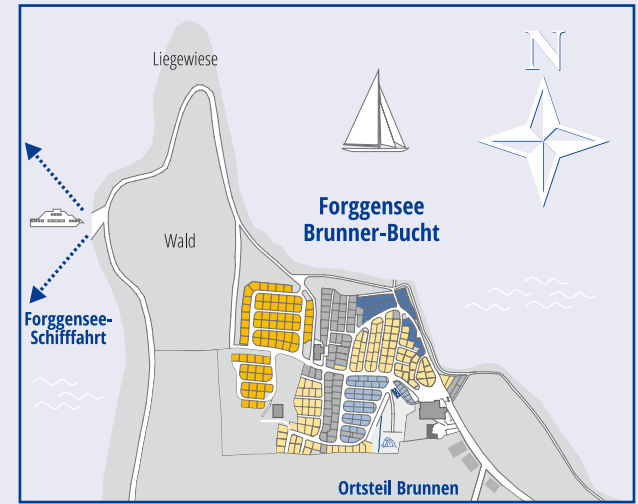 Liegewiese
N
Forggensee
Brunner-Bucht
Wald
Forggensee-
Schifffahrt
Ortsteil Brunnen